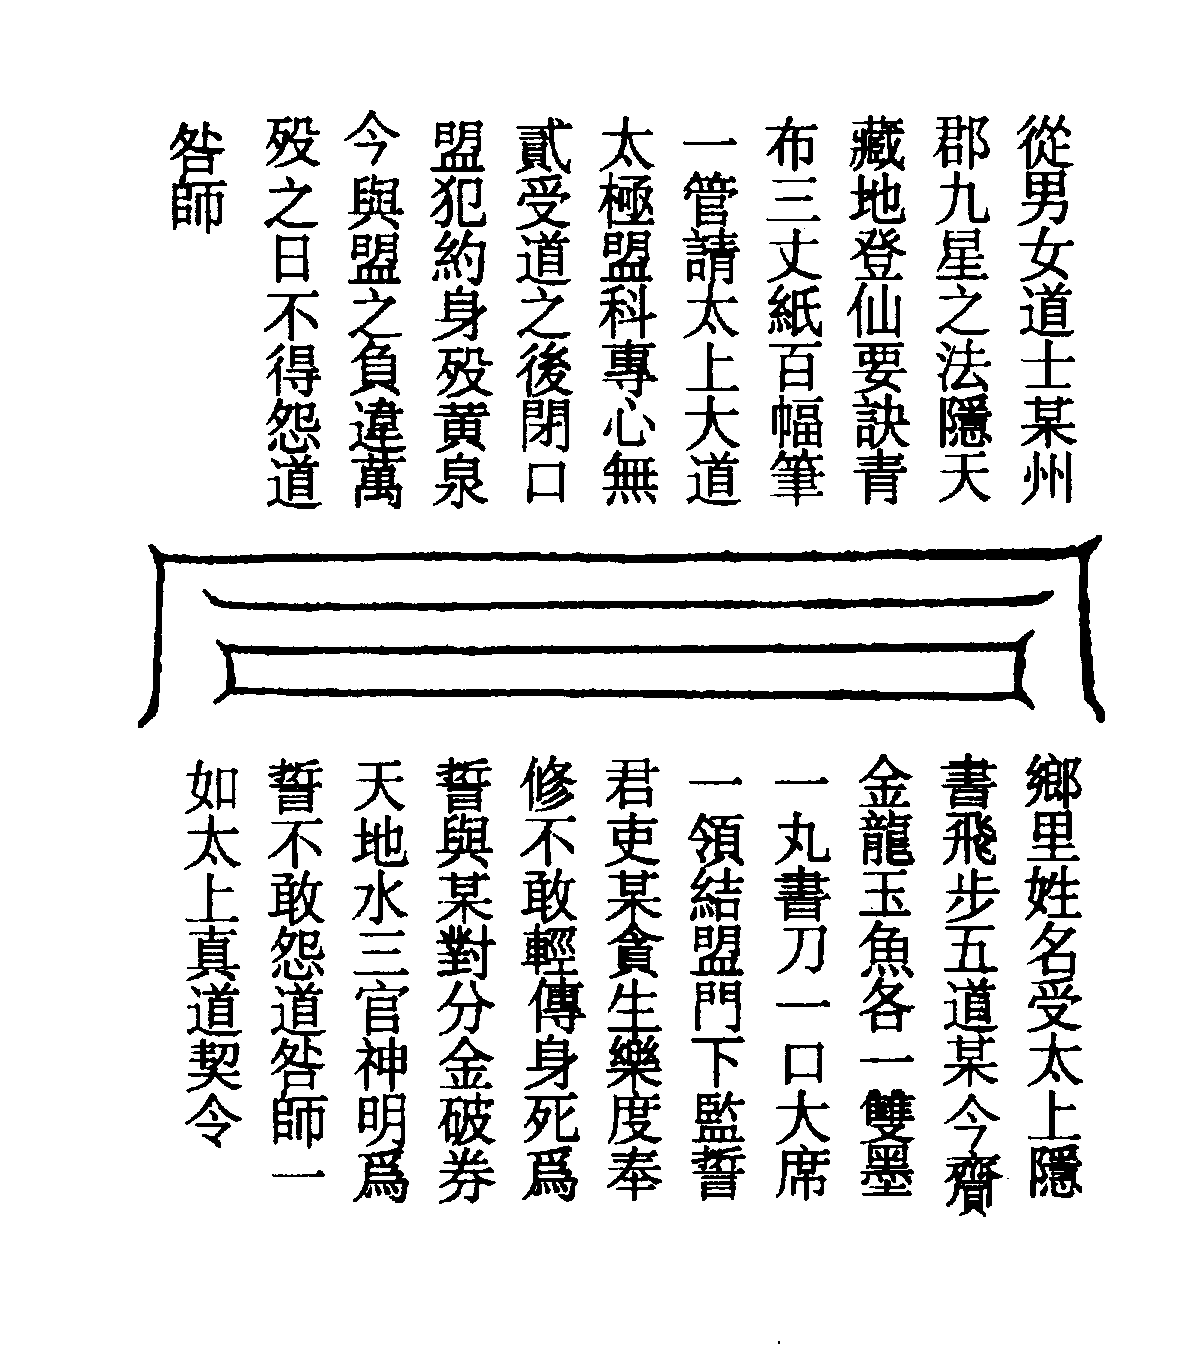 從男女道士某州
郡九星之法隱天
藏地登仙要訣青
布三丈紙百幅筆
一管請太上大道
太極盟科專心無
貳受道之後閉口
盟犯約身歿黃泉
今與盟之負違萬
歿之日不得怨道
咎師
鄉里姓名受太上隱
書飛步五道某今齎
金龍玉魚各一雙墨
一丸書刀一口大席
一領結盟門下監誓
君吏某貪生樂度奉
修不敢輕傳身死爲
誓與某對分金破券
天地水三官神明爲
誓不敢怨道咎師一
如太上真道契令